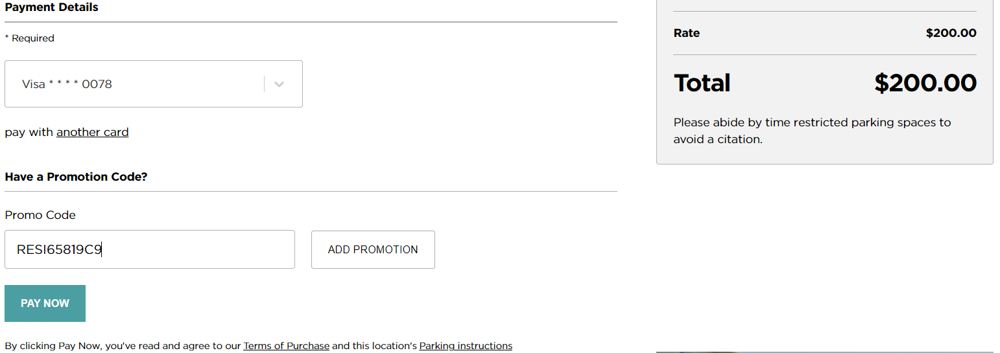 Payment Details
* Required
Visa * * * * 0078
pay with another card
Have a Promotion Code?
Promo Code
RESI65819C9
ADD PROMOTION
PAY NOW
By clicking Pay Now, you've read and agree to our Terms of Purchase and this location's Parking instructions
Rate $200.00
Total $200.00
Please abide by time restricted parking spaces to
avoid a citation.